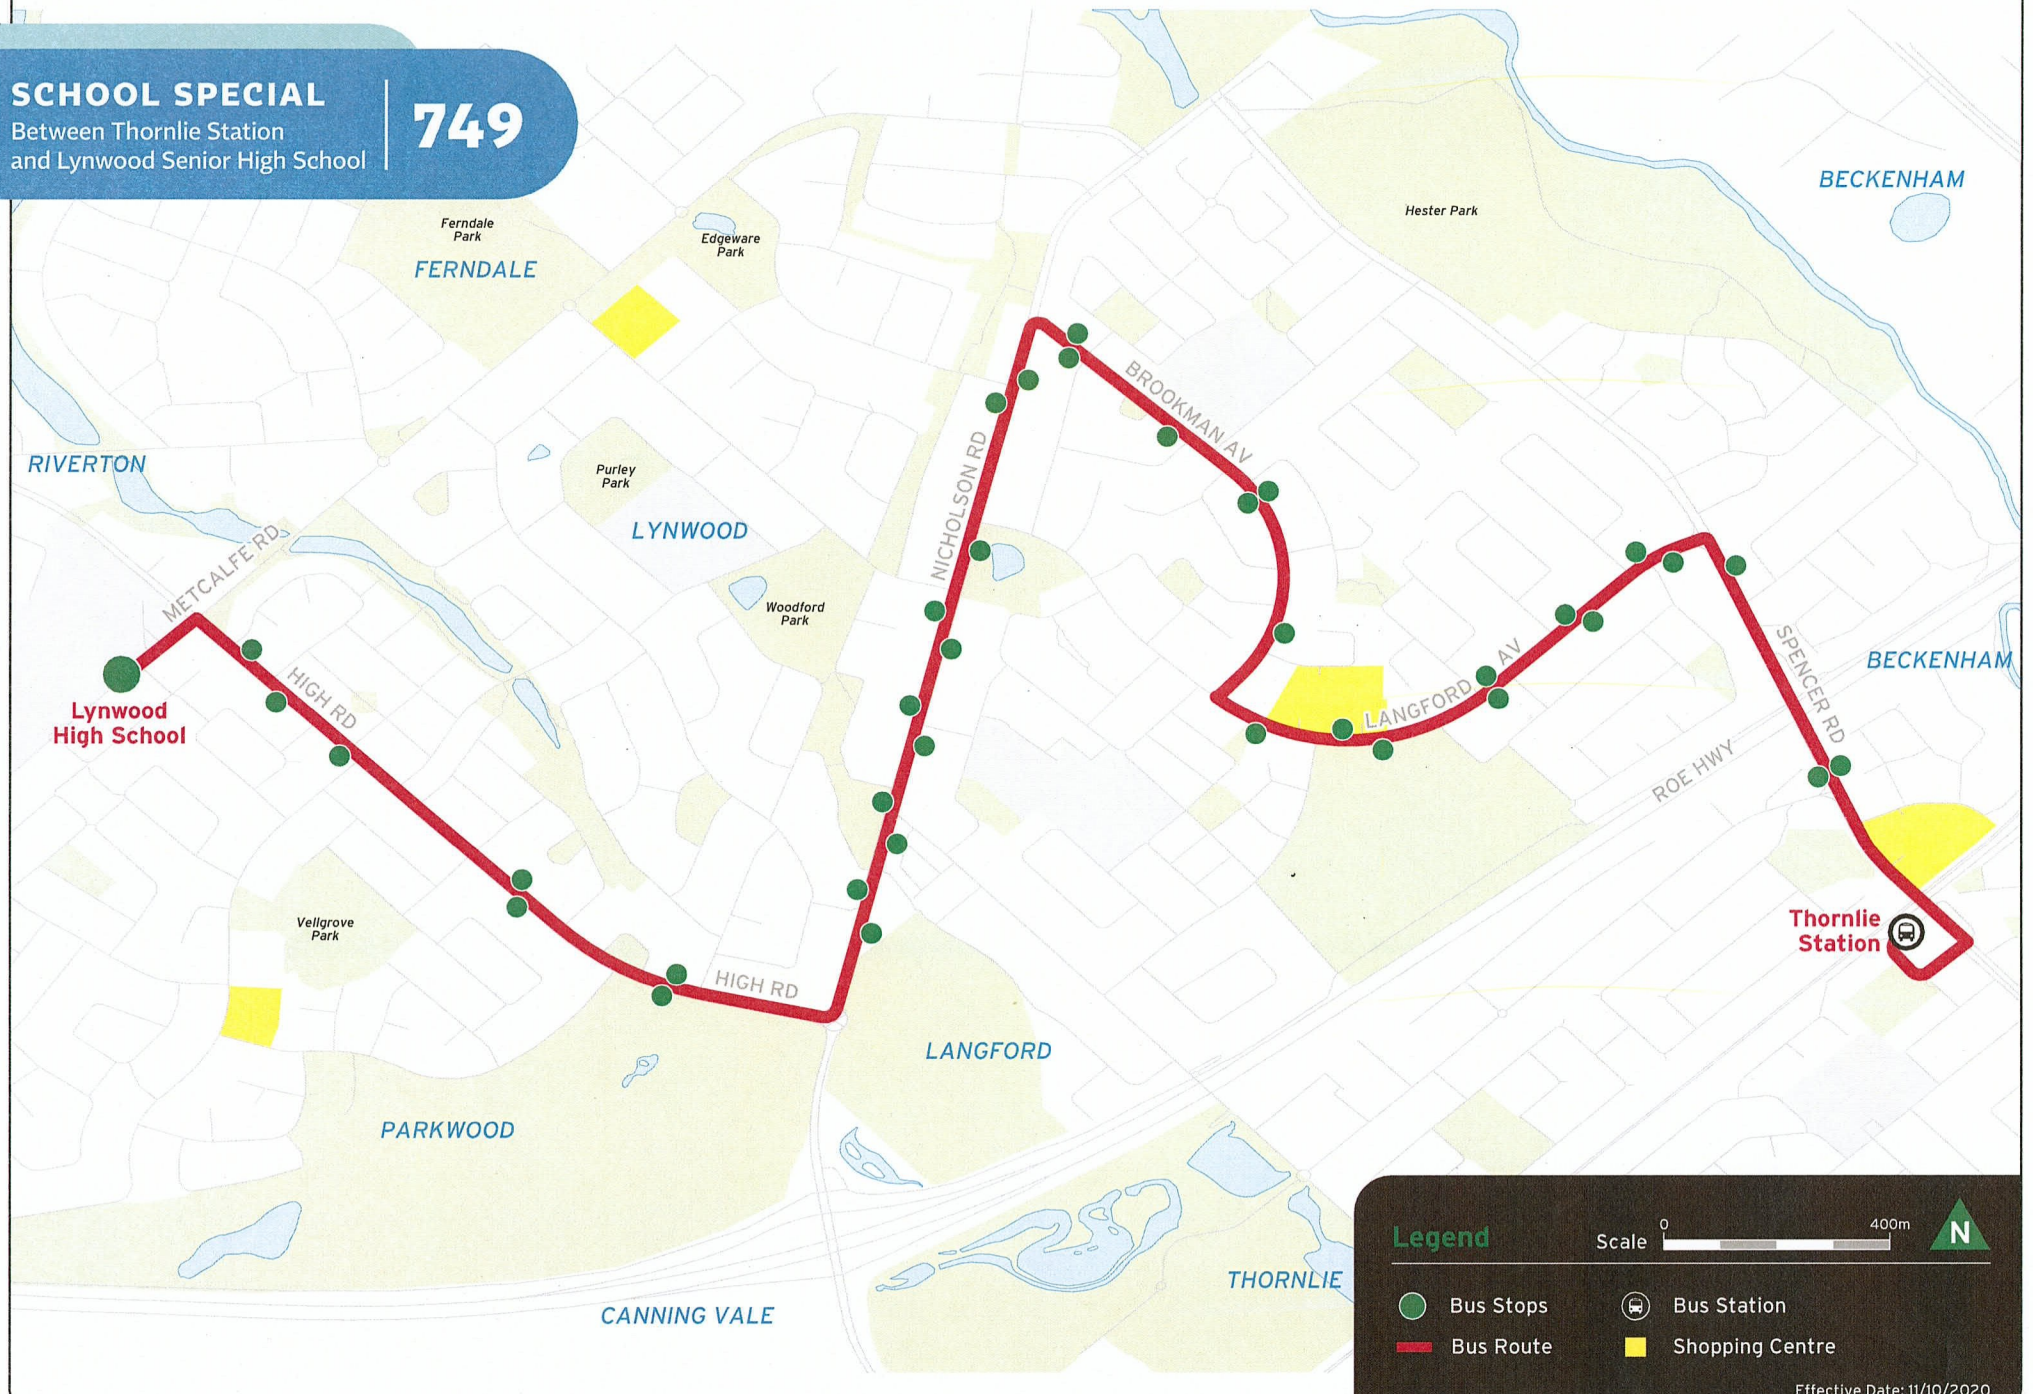 SCHOOL SPECIAL
Between Thornlie Station
and Lynwood Senior High School
749
BECKENHAM
Hester Park
Ferndale
Park
FERNDALE
Edgeware
Park
BROOKMAN AV
NICHOLSON RD
RIVERTON
Purley
Park
LYNWOOD
METCALFE RD
Woodford
Park
HIGH RD
Lynwood
High School
LANGFORD AV
SPENCER RD
BECKENHAM
ROE HWY
Vellgrove
Park
Thornlie
Station
HIGH RD
LANGFORD
PARKWOOD
THORNLIE
CANNING VALE
Legend
Scale
0
400m
N
Bus Stops
Bus Station
Bus Route
Shopping Centre
Effective Date: 11/10/2020